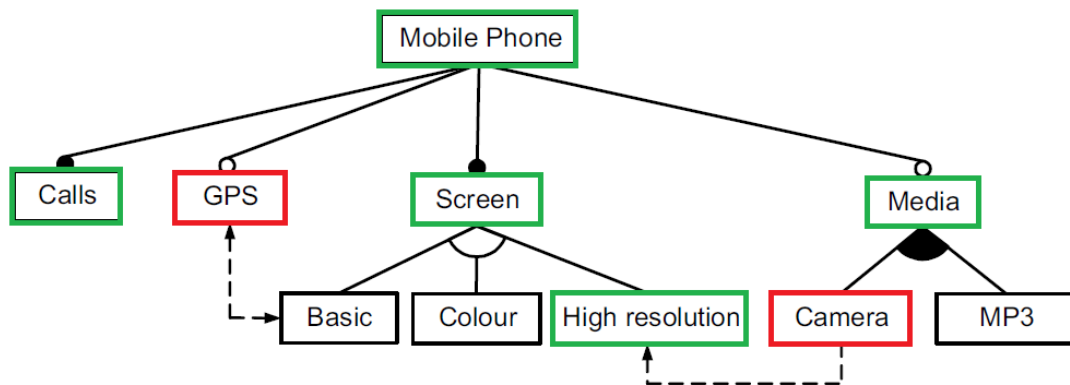 Mobile Phone
Calls
GPS
Screen
Media
Basic
Colour
High resolution
Camera
MP3